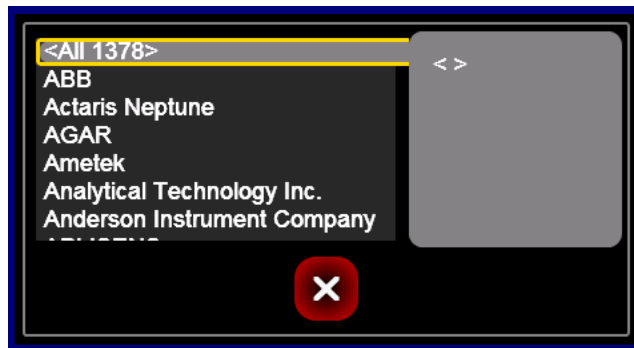 <All 1378>
ABB
Actaris Neptune
AGAR
Ametek
Analytical Technology Inc.
Anderson Instrument Company
< >